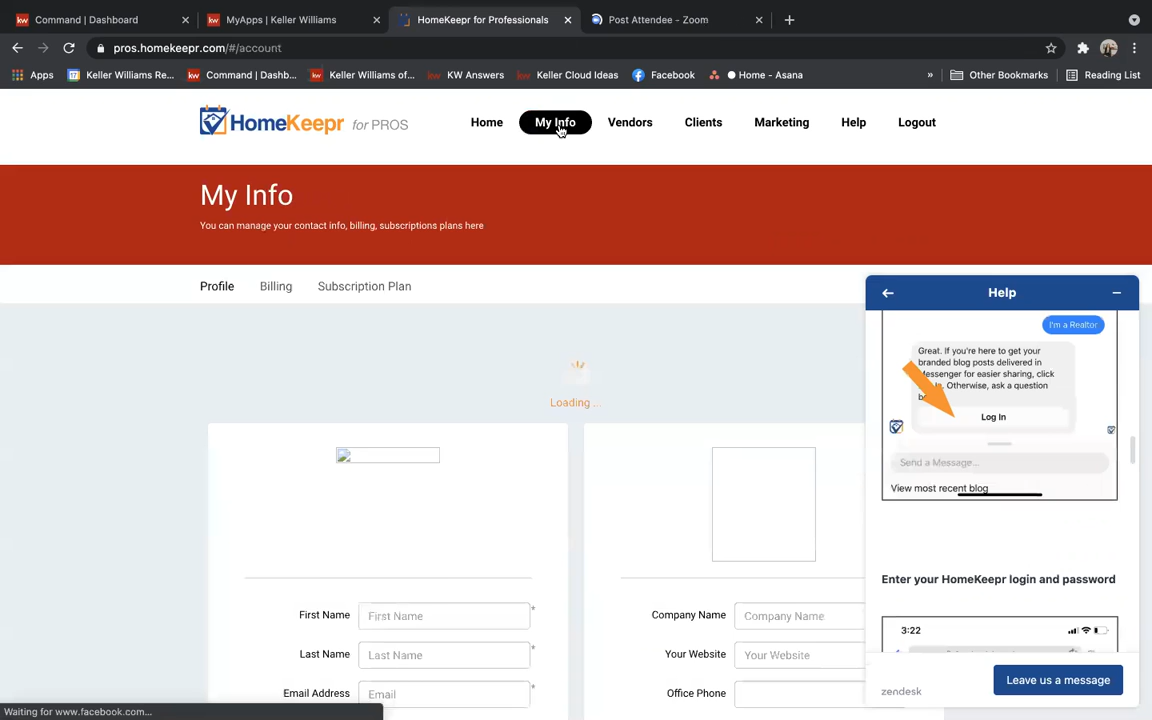 Command | Dashboard
MyApps | Keller Williams
HomeKeepr for Professionals
Post Attendee - Zoom
pros.homekeepr.com/#/account
Apps
Keller Williams Re...
Command | Dashb...
Keller Williams of...
KW Answers
Keller Cloud Ideas
Facebook
Home - Asana
»
Other Bookmarks
Reading List
HomeKeepr for PROS
Home
My Info
Vendors
Clients
Marketing
Help
Logout
My Info
You can manage your contact info, billing, subscriptions plans here
Profile
Billing
Subscription Plan
Loading ...
First Name
First Name
*
Last Name
Last Name
*
Email Address
Email
*
Company Name
Company Name
Your Website
Your Website
Office Phone
Help
I'm a Realtor
Great. If you're here to get your
branded blog posts delivered in
Messenger for easier sharing, click
Otherwise, ask a question
Log In
Send a Message...
View most recent blog
Enter your HomeKeepr login and password
3:22
zendesk
Leave us a message
Waiting for www.facebook.com...